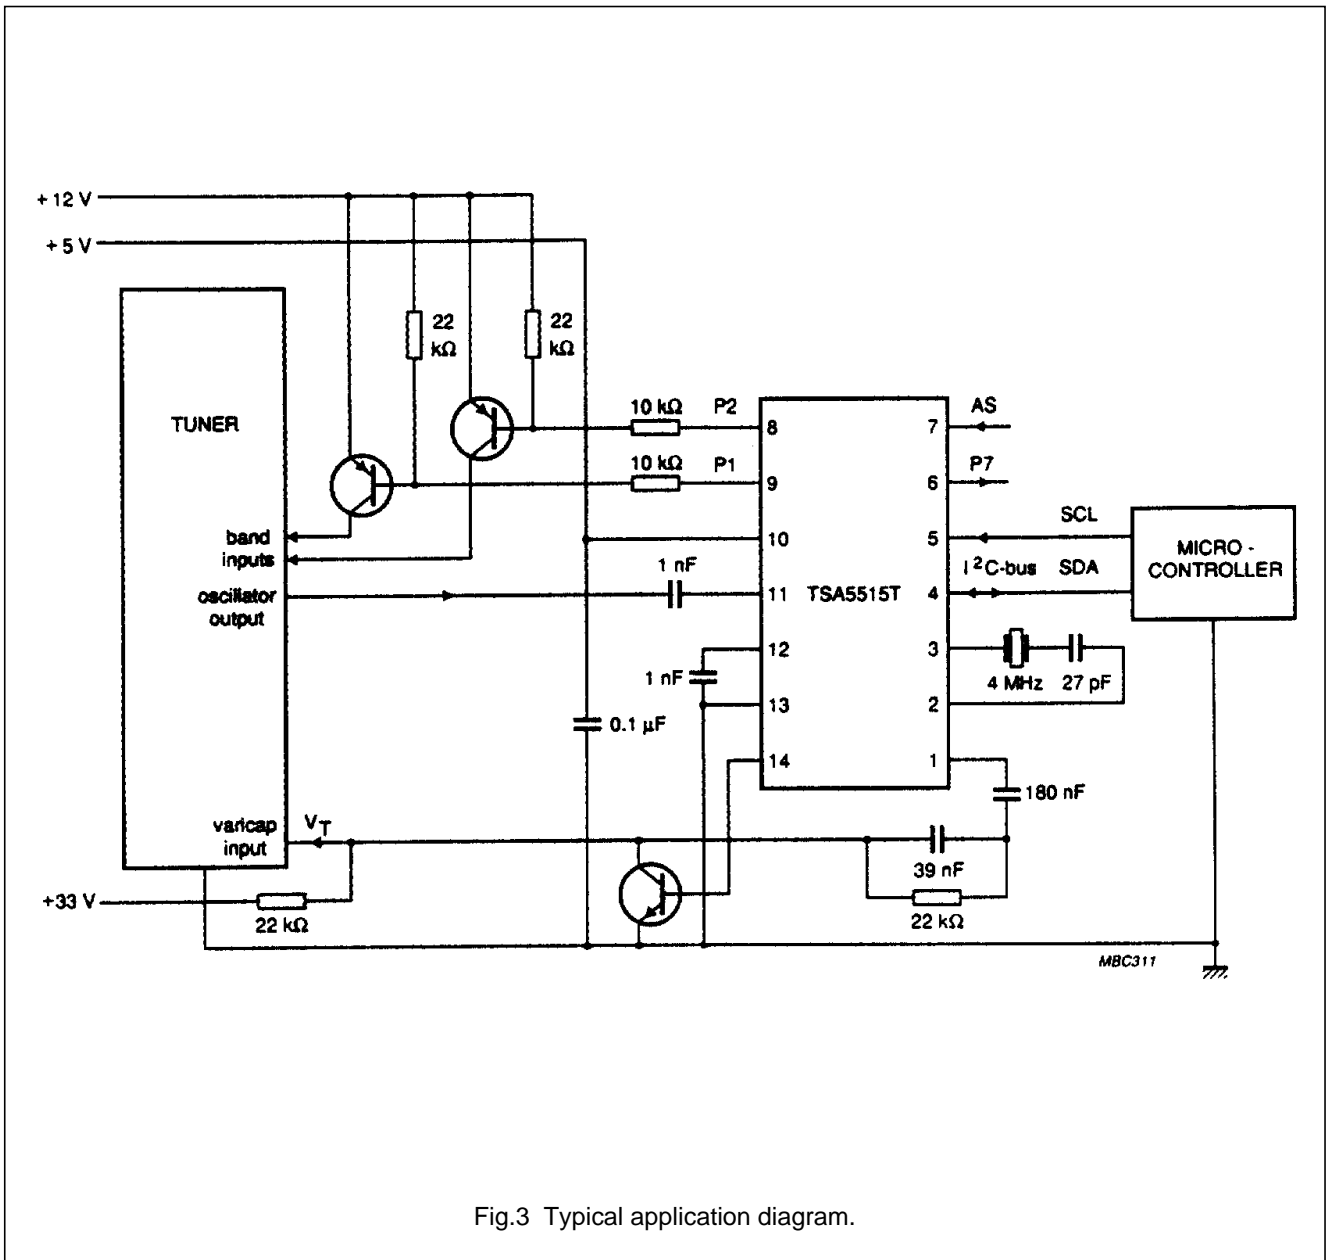 + 12 V
+ 5 V
22
kΩ
22
kΩ
TUNER
10 kΩ P2
8
7
AS
10 kΩ P1
9
6
P7
band
inputs
10
5
SCL
MICRO -
CONTROLLER
1 nF
I²C-bus SDA
oscillator
output
11
TSA5515T
4
12
3
1 nF
4 MHz
27 pF
13
2
0.1 µF
14
1
180 nF
varicap
input
V_T
39 nF
+33 V
22 kΩ
22 kΩ
MBC311
Fig.3 Typical application diagram.